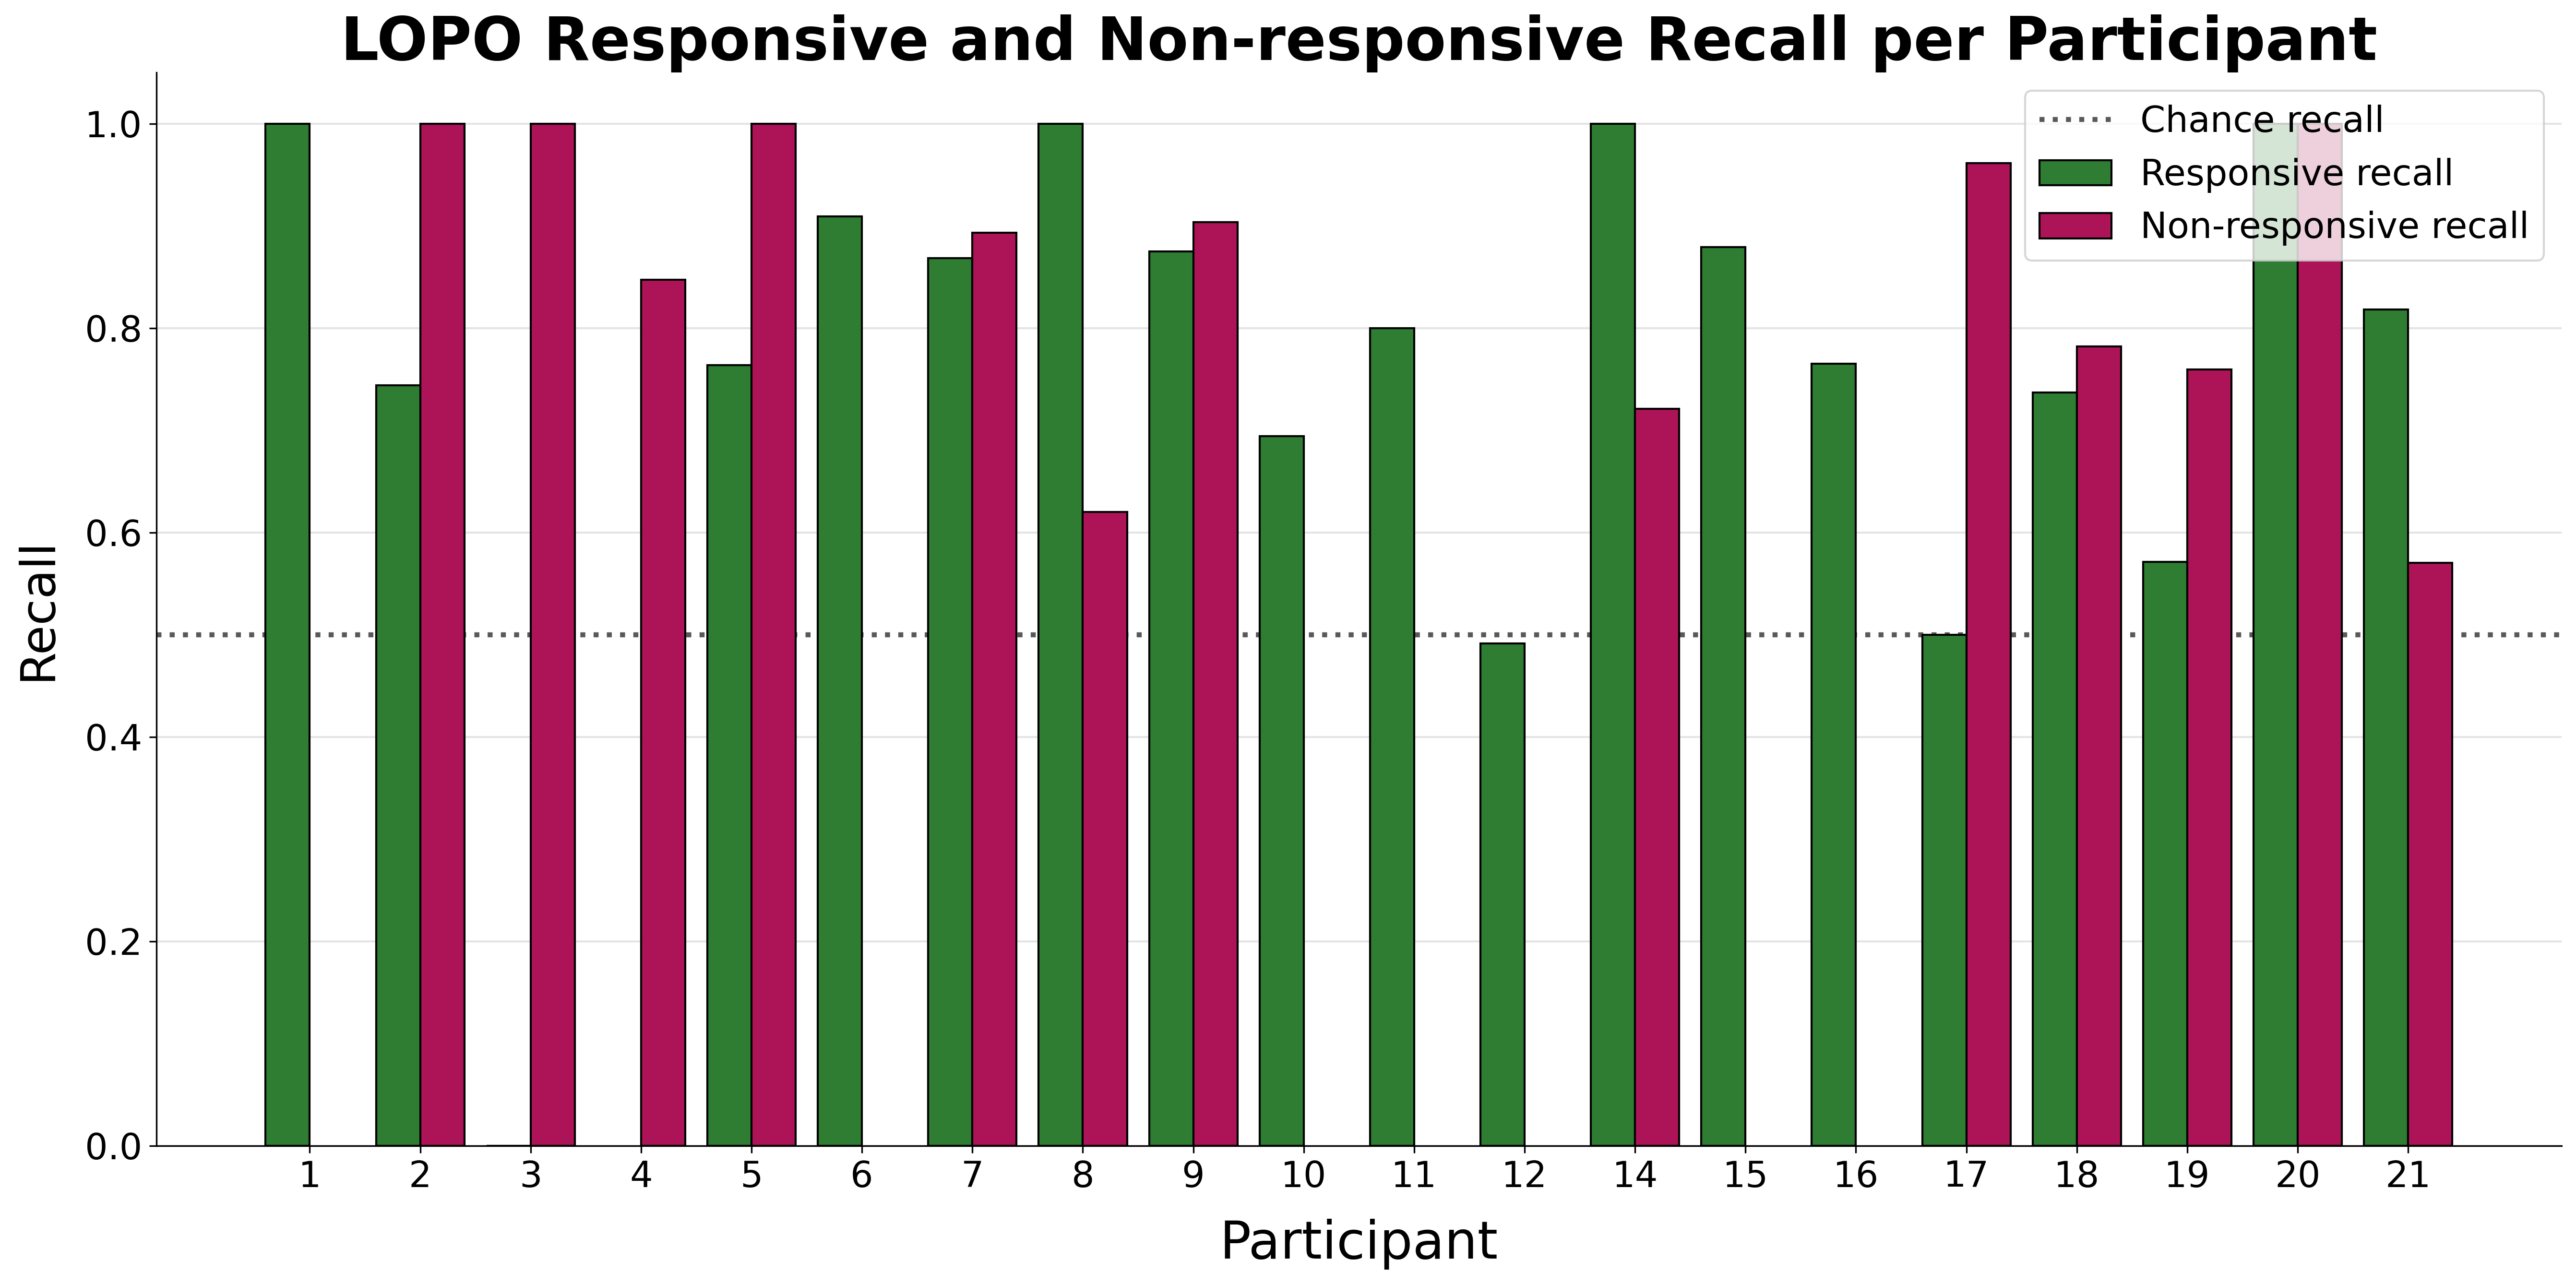 LOPO Responsive and Non-responsive Recall per Participant
Chance recall
Responsive recall
Non-responsive recall
Recall
1.0
0.8
0.6
0.4
0.2
0.0
1 2 3 4 5 6 7 8 9 10 11 12 14 15 16 17 18 19 20 21
Participant